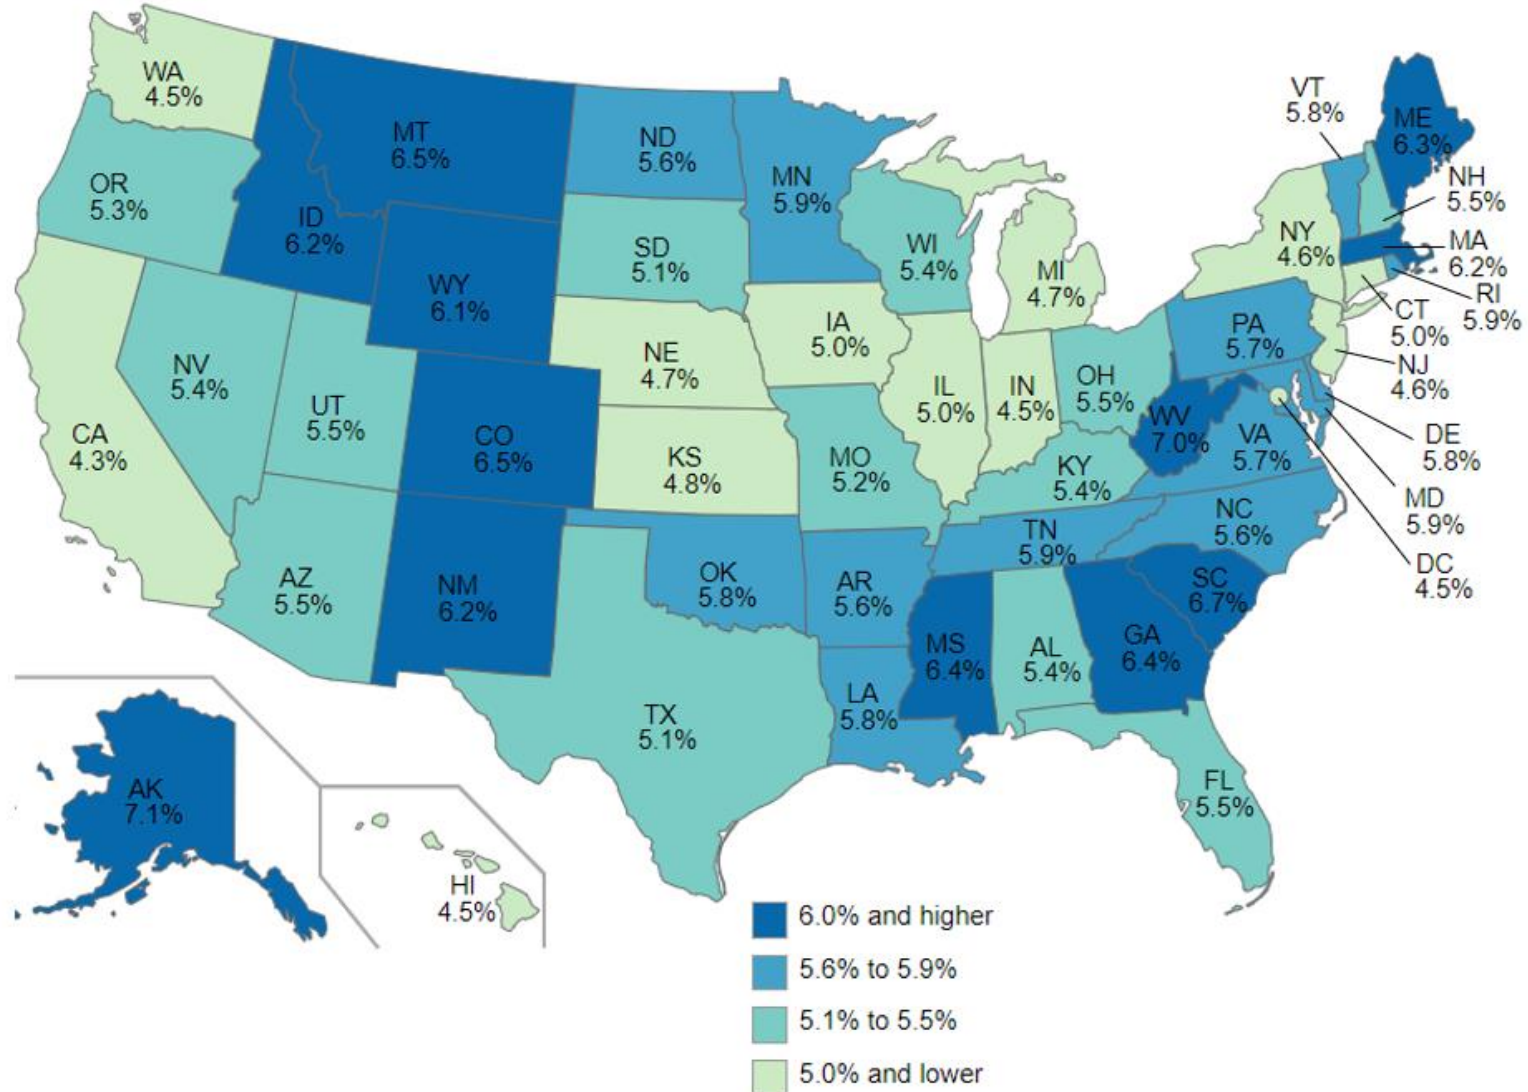 WA
4.5%
OR
5.3%
CA
4.3%
NV
5.4%
ID
6.2%
MT
6.5%
WY
6.1%
UT
5.5%
AZ
5.5%
CO
6.5%
NM
6.2%
ND
5.6%
SD
5.1%
NE
4.7%
KS
4.8%
OK
5.8%
TX
5.1%
MN
5.9%
IA
5.0%
MO
5.2%
AR
5.6%
LA
5.8%
WI
5.4%
IL
5.0%
MI
4.7%
IN
4.5%
OH
5.5%
KY
5.4%
TN
5.9%
MS
6.4%
AL
5.4%
GA
6.4%
FL
5.5%
SC
6.7%
NC
5.6%
VA
5.7%
WV
7.0%
PA
5.7%
NY
4.6%
VT
5.8%
ME
6.3%
NH
5.5%
MA
6.2%
RI
5.9%
CT
5.0%
NJ
4.6%
DE
5.8%
MD
5.9%
DC
4.5%
AK
7.1%
HI
4.5%
6.0% and higher
5.6% to 5.9%
5.1% to 5.5%
5.0% and lower